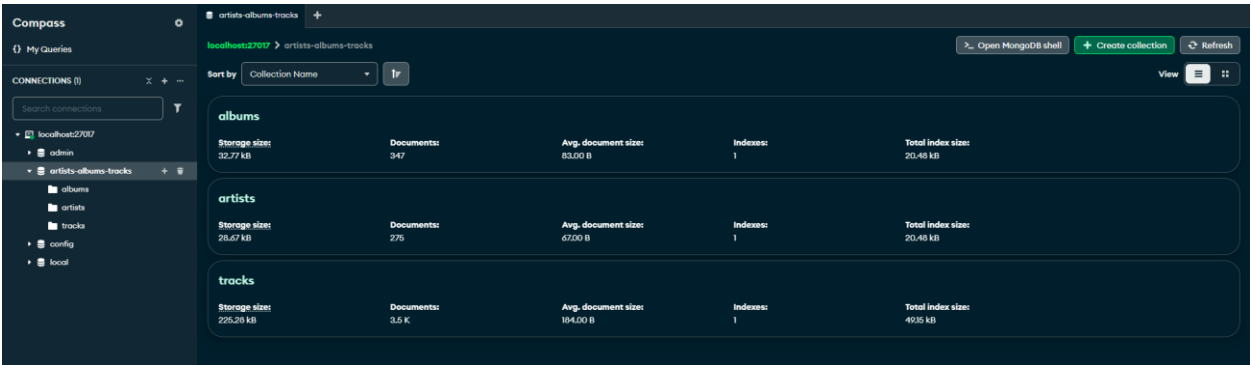 Compass
{} My Queries
CONNECTIONS (1)
Search connections
localhost:27017
admin
artists-albums-tracks
albums
artists
tracks
config
local
artists-albums-tracks
localhost:27017 > artists-albums-tracks
>_ Open MongoDB shell
+ Create collection
Refresh
Sort by Collection Name
View
albums
Storage size: Documents: Avg. document size: Indexes: Total index size:
32.77 kB 347 83.00 B 1 20.48 kB
artists
Storage size: Documents: Avg. document size: Indexes: Total index size:
28.67 kB 275 67.00 B 1 20.48 kB
tracks
Storage size: Documents: Avg. document size: Indexes: Total index size:
225.28 kB 3.5 K 184.00 B 1 49.15 kB